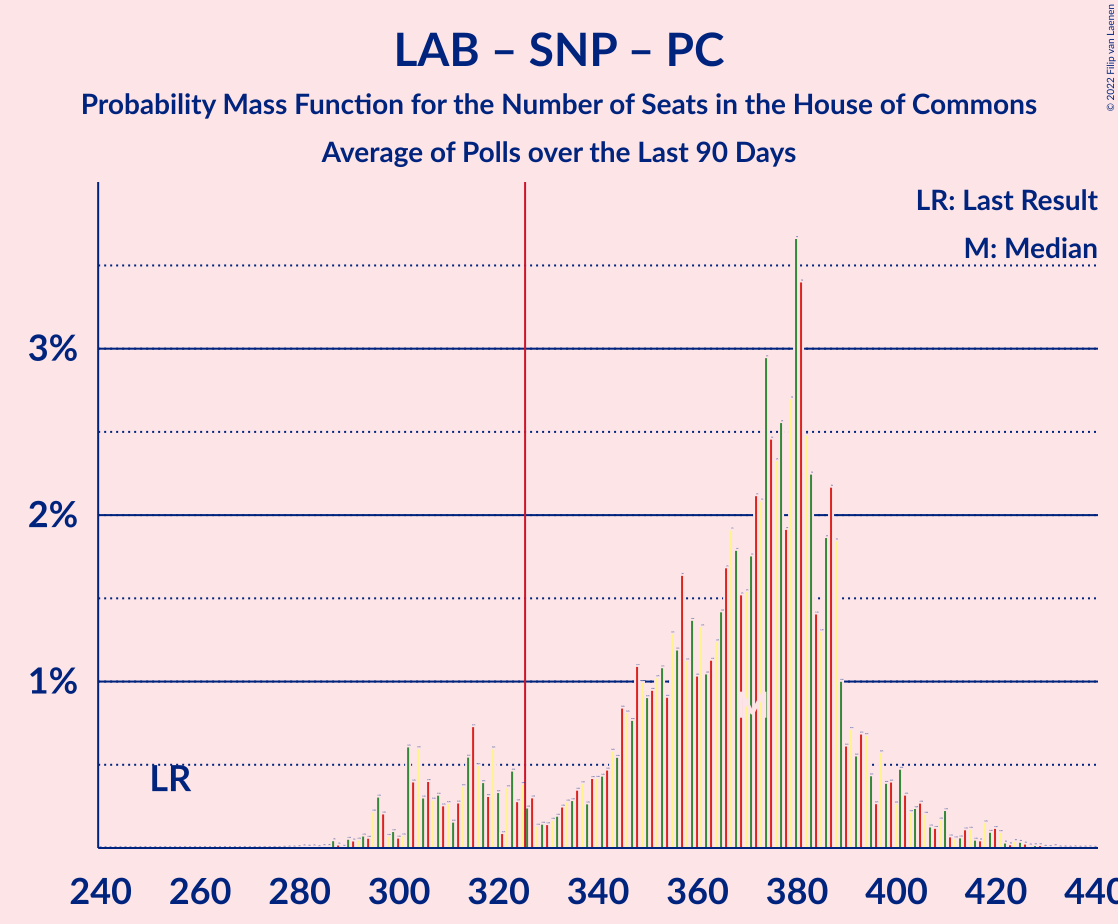 LAB – SNP – PC
Probability Mass Function for the Number of Seats in the House of Commons
Average of Polls over the Last 90 Days
© 2022 Filip van Laenen
LR: Last Result
M: Median
3%
2%
1%
LR
M
240 260 280 300 320 340 360 380 400 420 440